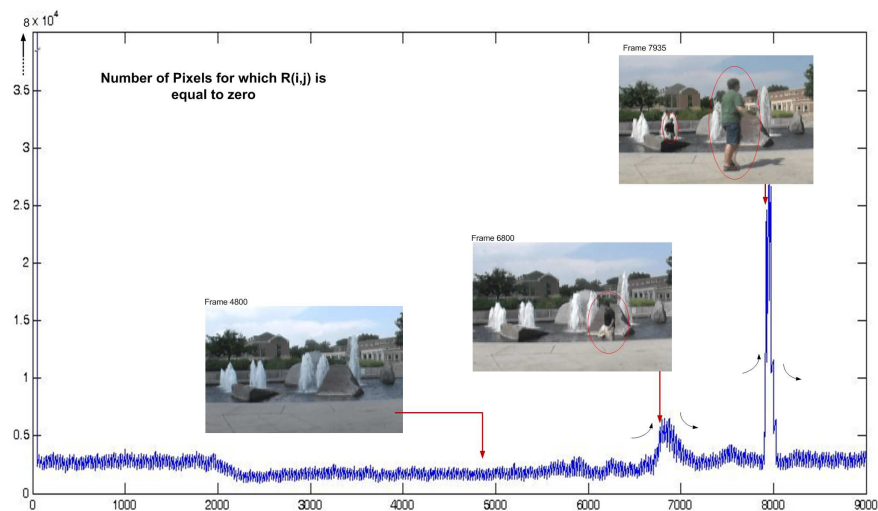 8 x 10⁴
Number of Pixels for which R(i,j) is
equal to zero
Frame 7935
3.5
3
2.5
Frame 6800
2
Frame 4800
1.5
1
0.5
0
0 1000 2000 3000 4000 5000 6000 7000 8000 9000